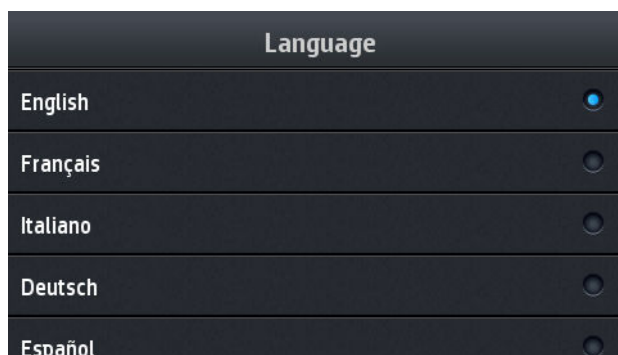 Language
English
Français
Italiano
Deutsch
Español